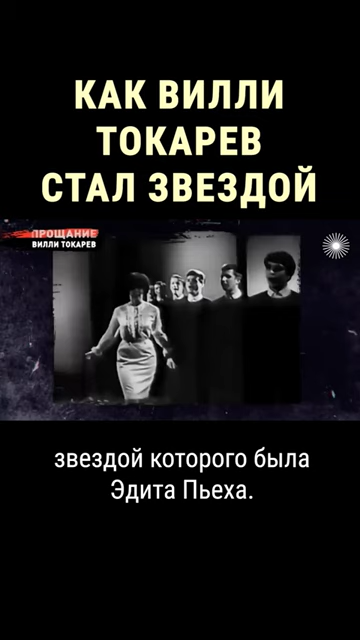 КАК ВИЛЛИ
ТОКАРЕВ
СТАЛ ЗВЕЗДОЙ
ПРОЩАНИЕ
ВИЛЛИ ТОКАРЕВ
звездой которого была
Эдита Пьеха.